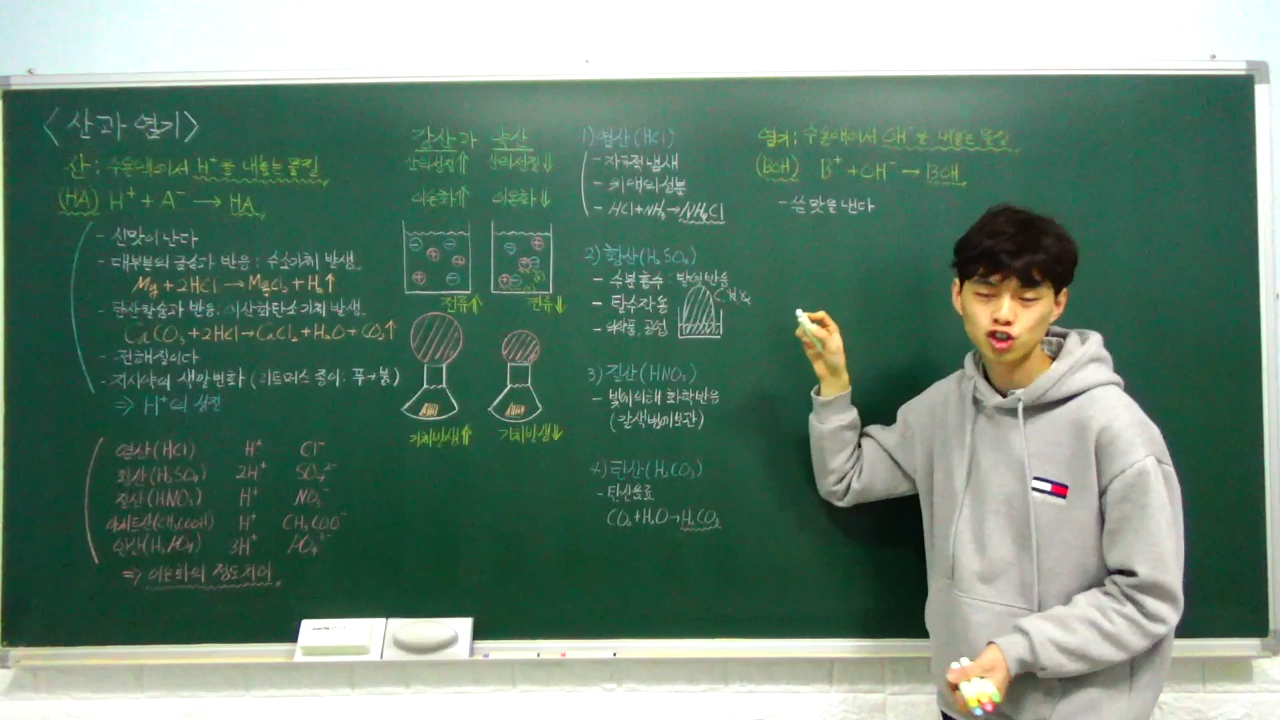 <산과 염기>
산: 수용액에서 H⁺를 내놓는 물질
(HA) H⁺ + A⁻ → HA
- 신맛이 난다
- 대부분의 금속과 반응: 수소기체 발생.
Mg + 2HCl → MgCl₂ + H₂↑
- 탄산칼슘과 반응. 이산화탄소 기체 발생.
CaCO₃ + 2HCl → CaCl₂ + H₂O + CO₂↑
- 전해질이다
- 지시약의 색깔변화 (리트머스 종이: 푸→붉)
⇒ H⁺의 성질
염산(HCl) H⁺ Cl⁻
황산(H₂SO₄) 2H⁺ SO₄²⁻
질산(HNO₃) H⁺ NO₃⁻
아세트산(CH₃COOH) H⁺ CH₃COO⁻
인산(H₃PO₄) 3H⁺ PO₄³⁻
⇒ 이온화의 정도차이
강산과 약산
산의성질↑ 산의성질↓
이온화↑ 이온화↓
전류↑ 전류↓
기체발생↑ 기체발생↓
1) 염산(HCl)
- 자극적 냄새
- 위액의 성분
- HCl + NH₃ → NH₄Cl
2) 황산(H₂SO₄)
- 수분흡수: 발열반응
- 탈수작용
- 의약품, 공업
3) 질산(HNO₃)
- 빛에의해 화학반응
(갈색병에보관)
4) 탄산(H₂CO₃)
- 탄산음료
CO₂ + H₂O → H₂CO₃
염기: 수용액에서 OH⁻을 내놓는 물질
(BOH) B⁺ + OH⁻ → BOH
- 쓴 맛을 낸다